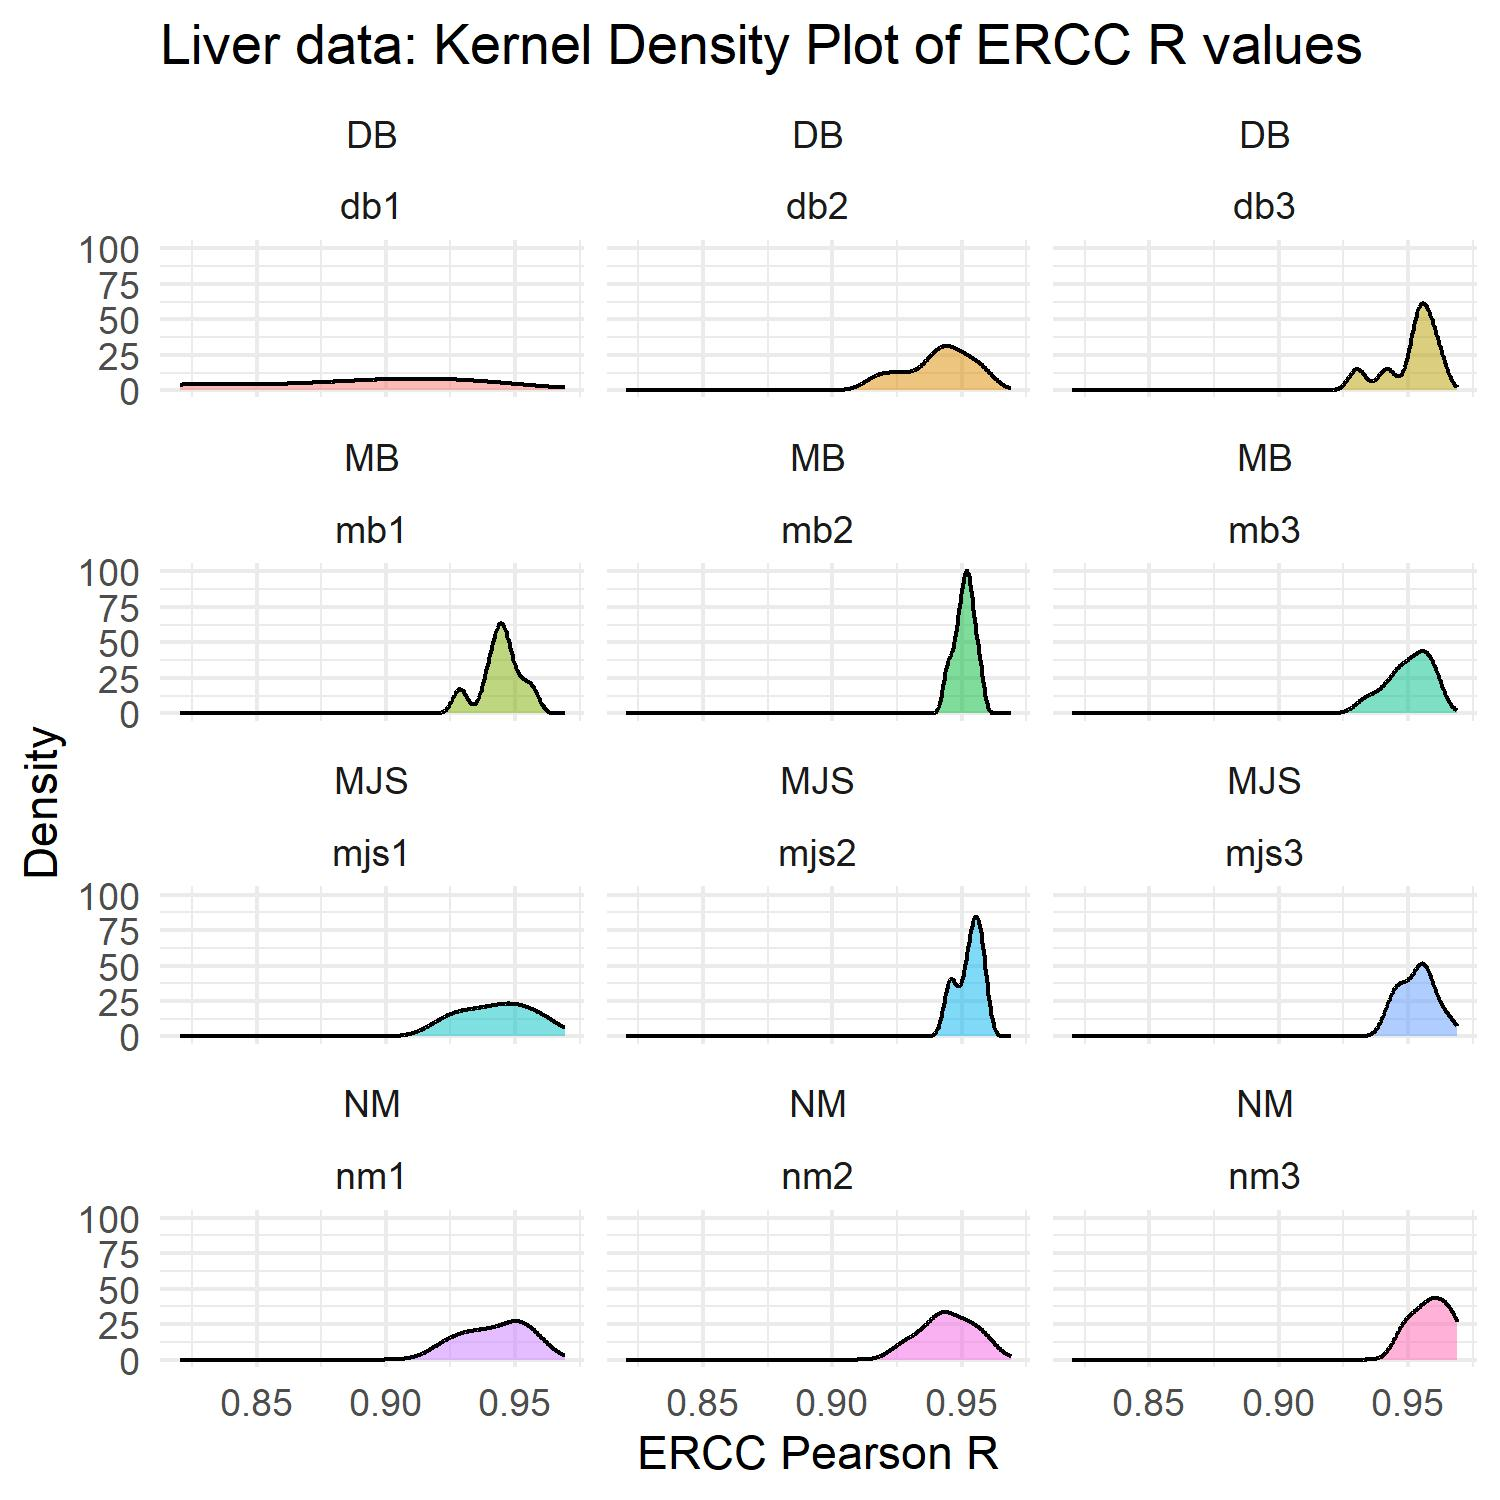 Liver data: Kernel Density Plot of ERCC R values
DB DB DB
db1 db2 db3
100
75
50
25
0
MB MB MB
mb1 mb2 mb3
100
75
50
25
0
Density
MJS MJS MJS
mjs1 mjs2 mjs3
100
75
50
25
0
NM NM NM
nm1 nm2 nm3
100
75
50
25
0
0.85 0.90 0.95 0.85 0.90 0.95 0.85 0.90 0.95
ERCC Pearson R